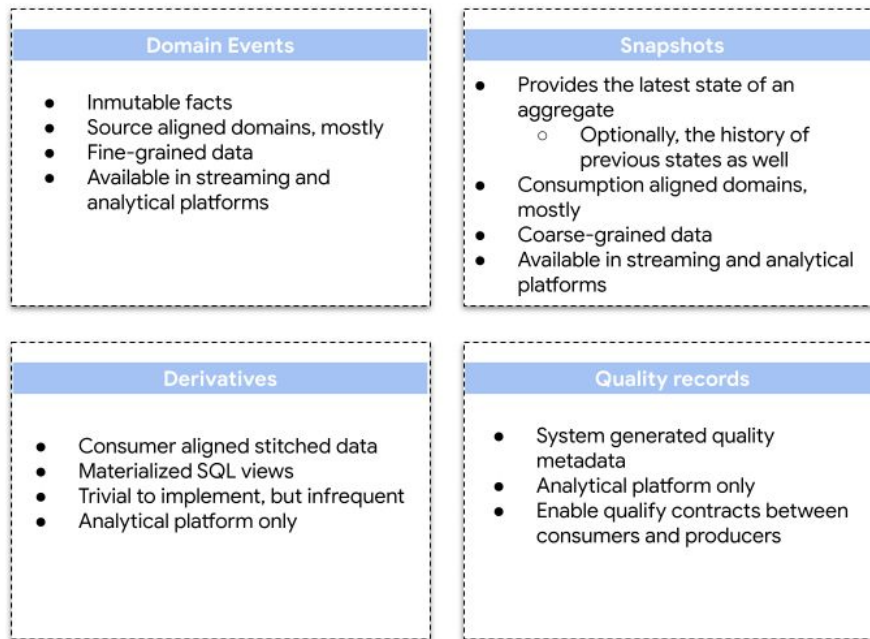 Domain Events
● Inmutable facts
● Source aligned domains, mostly
● Fine-grained data
● Available in streaming and
analytical platforms
Snapshots
● Provides the latest state of an
aggregate
○ Optionally, the history of
previous states as well
● Consumption aligned domains,
mostly
● Coarse-grained data
● Available in streaming and analytical
platforms
Derivatives
● Consumer aligned stitched data
● Materialized SQL views
● Trivial to implement, but infrequent
● Analytical platform only
Quality records
● System generated quality
metadata
● Analytical platform only
● Enable qualify contracts between
consumers and producers